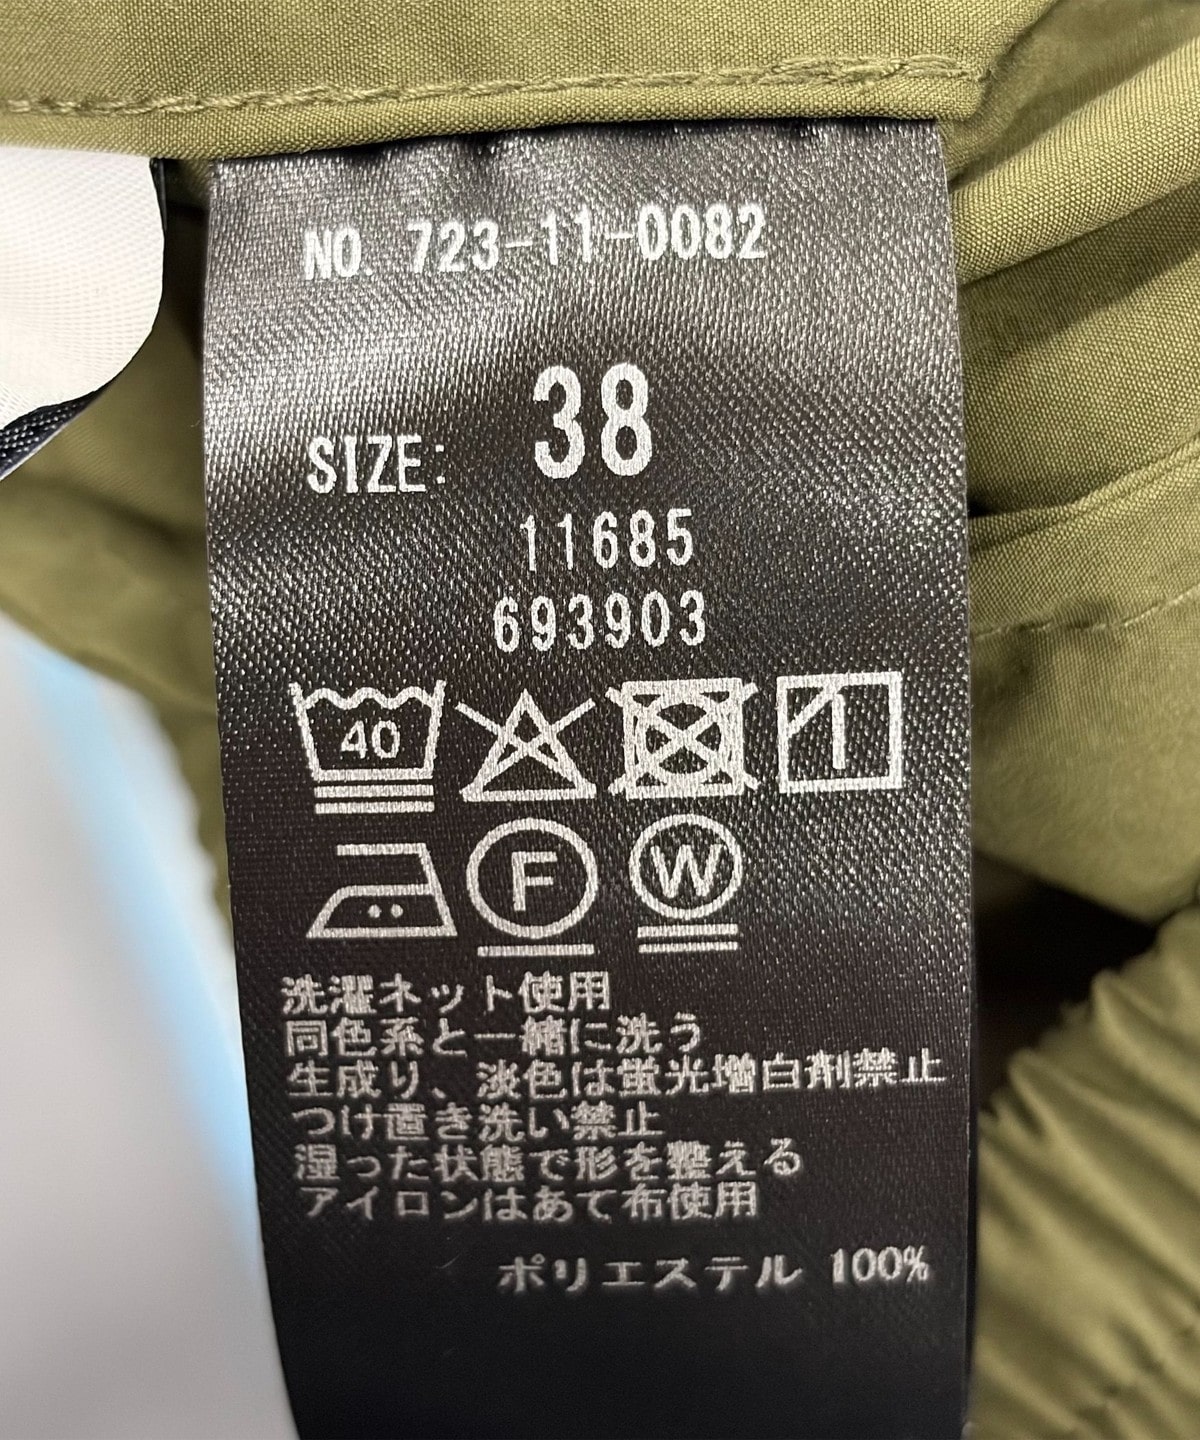 NO. 723-11-0082
SIZE: 38
11685
693903
40
F W
洗濯ネット使用
同色系と一緒に洗う
生成り、淡色は蛍光増白剤禁止
つけ置き洗い禁止
湿った状態で形を整える
アイロンはあて布使用
ポリエステル 100%